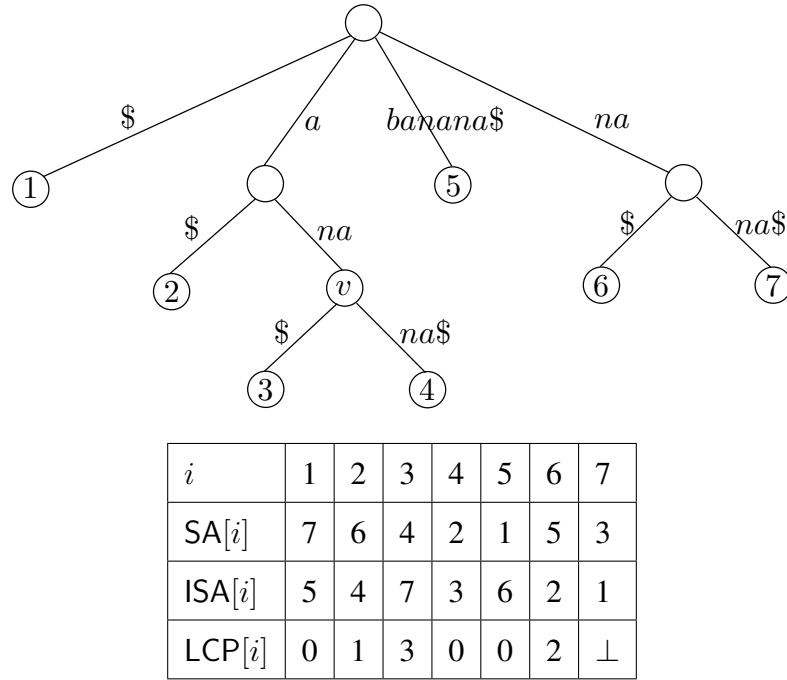 $ a banana$ na
1 5
$ na $ na$
2 v 6 7
$ na$
3 4
i 1 2 3 4 5 6 7
SA[i] 7 6 4 2 1 5 3
ISA[i] 5 4 7 3 6 2 1
LCP[i] 0 1 3 0 0 2 ⊥